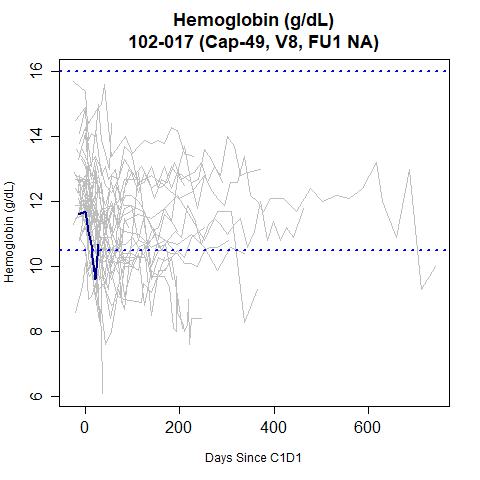 Hemoglobin (g/dL)
102-017 (Cap-49, V8, FU1 NA)
Hemoglobin (g/dL)
16
14
12
10
8
6
0 200 400 600
Days Since C1D1